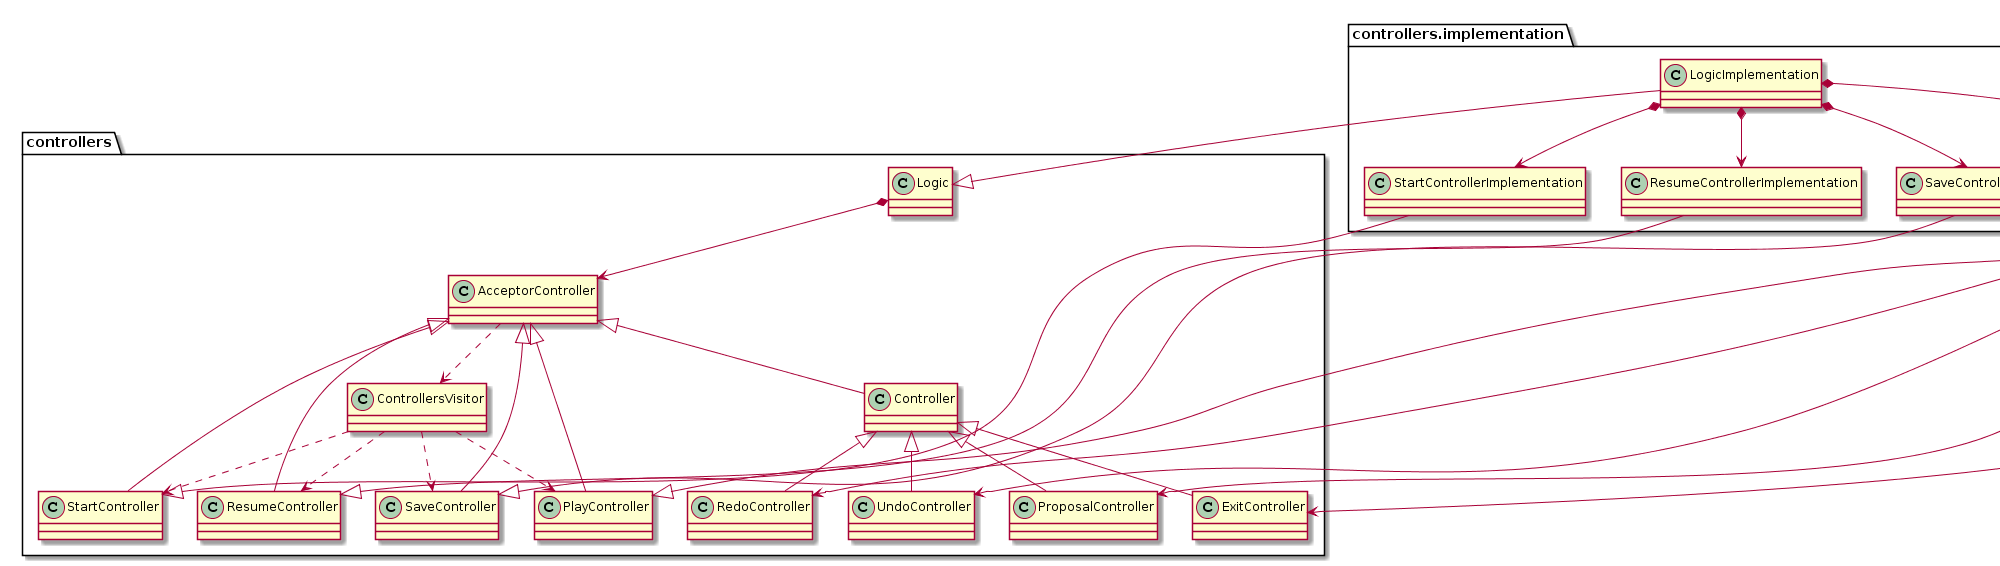 controllers.implementation
C LogicImplementation
controllers
C Logic
C StartControllerImplementation
C ResumeControllerImplementation
C SaveControl
C AcceptorController
C ControllersVisitor
C Controller
C StartController
C ResumeController
C SaveController
C PlayController
C RedoController
C UndoController
C ProposalController
C ExitController